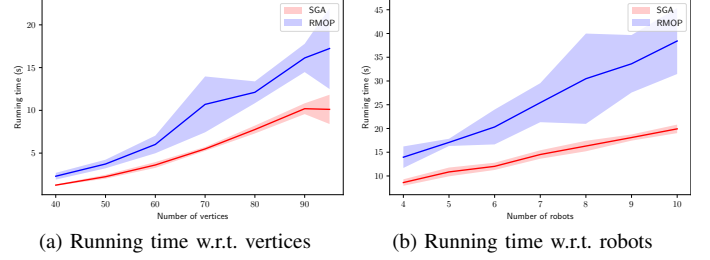 SGA
RMOP
20
15
10
5
Running time (s)
40 50 60 70 80 90
Number of vertices
(a) Running time w.r.t. vertices
SGA
RMOP
45
40
35
30
25
20
15
10
Running time (s)
4 5 6 7 8 9 10
Number of robots
(b) Running time w.r.t. robots